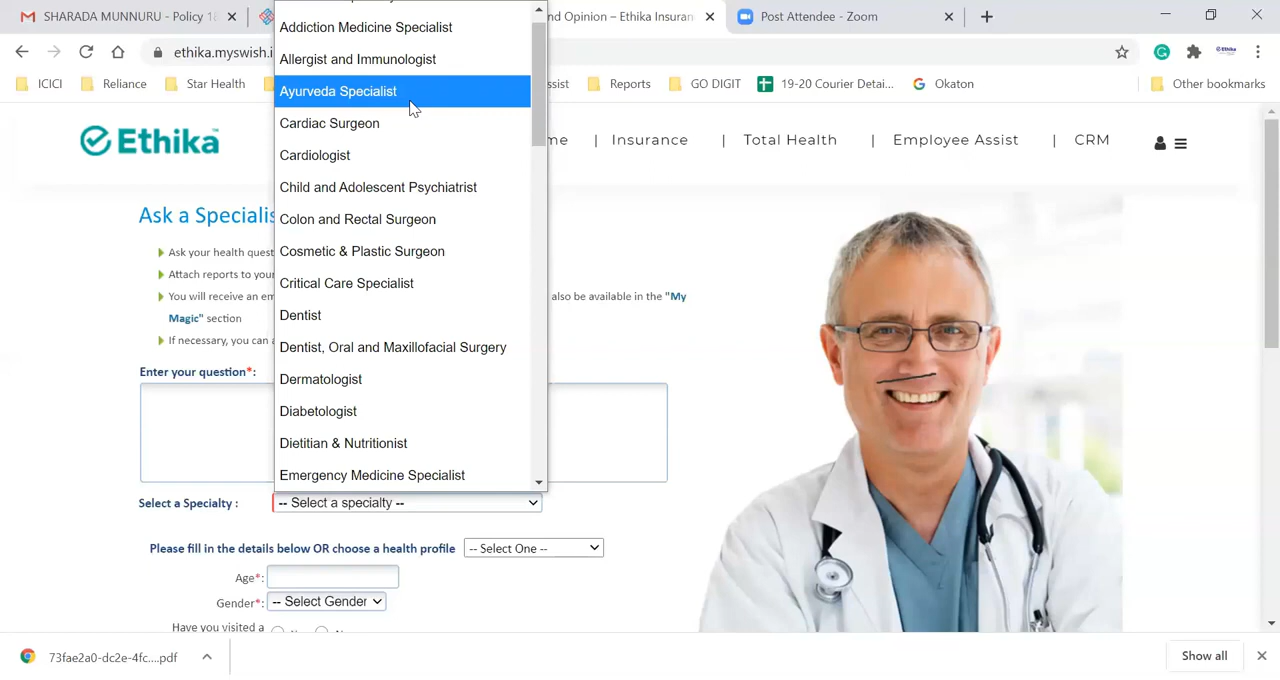 SHARADA MUNNURU - Policy 18
nd Opinion – Ethika Insuran
Post Attendee - Zoom
ethika.myswish.i
ICICI
Reliance
Star Health
ssist
Reports
GO DIGIT
19-20 Courier Detai...
Okaton
Other bookmarks
Addiction Medicine Specialist
Allergist and Immunologist
Ayurveda Specialist
Cardiac Surgeon
Cardiologist
Child and Adolescent Psychiatrist
Colon and Rectal Surgeon
Cosmetic & Plastic Surgeon
Critical Care Specialist
Dentist
Dentist, Oral and Maxillofacial Surgery
Dermatologist
Diabetologist
Dietitian & Nutritionist
Emergency Medicine Specialist
Ethika
me | Insurance | Total Health | Employee Assist | CRM
Ask a Specialis
Ask your health quest
Attach reports to your
You will receive an em
also be available in the "My
Magic" section
If necessary, you can a
Enter your question*:
Select a Specialty :
-- Select a specialty --
Please fill in the details below OR choose a health profile
-- Select One --
Age*:
Gender*:
-- Select Gender
Have you visited a
73fae2a0-dc2e-4fc....pdf
Show all